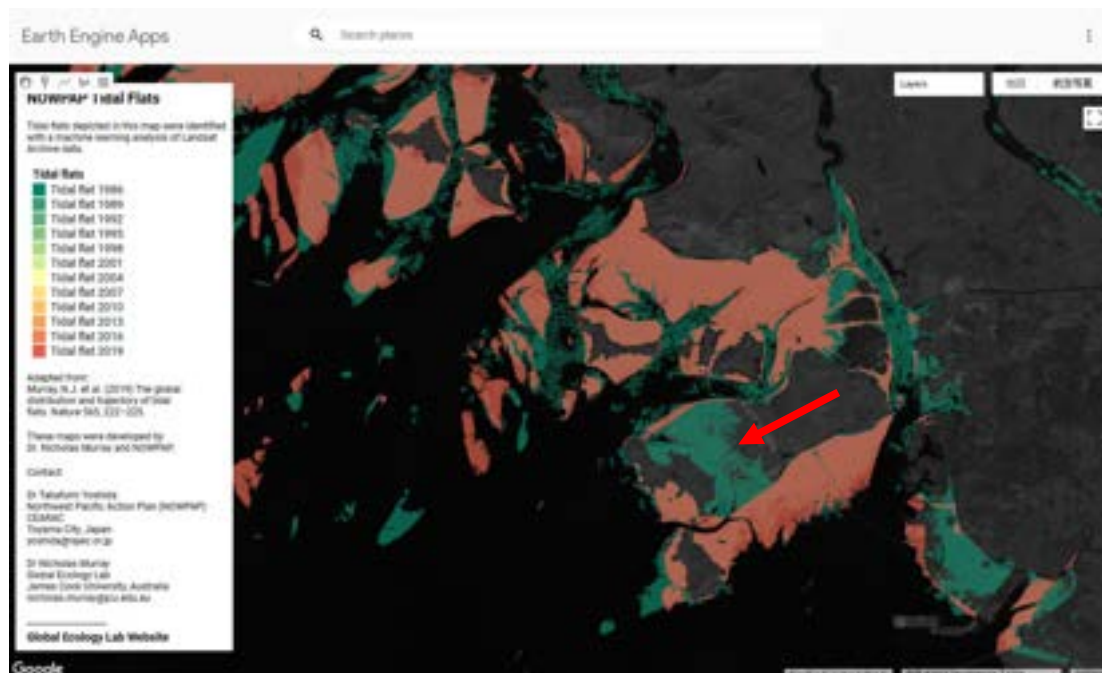 Earth Engine Apps
Search places
Layers
NOWPAP Tidal Flats
Tidal flats depicted in this map were identified
with a machine learning analysis of Landsat
Archive data.
Tidal flats
Tidal flat 1986
Tidal flat 1989
Tidal flat 1992
Tidal flat 1995
Tidal flat 1998
Tidal flat 2001
Tidal flat 2004
Tidal flat 2007
Tidal flat 2010
Tidal flat 2013
Tidal flat 2016
Tidal flat 2019
Adapted from:
Murray, N.J. et al. (2019) The global
distribution and trajectory of tidal
flats. Nature 565, 222-225.
These maps were developed by
Dr. Nicholas Murray and NOWPAP.
Contact:
Dr Takafumi Yoshida
Northwest Pacific Action Plan (NOWPAP)
CEARAC
Toyama City, Japan
Dr Nicholas Murray
Global Ecology Lab
James Cook University, Australia
nicholas.murray@jcu.edu.au
Global Ecology Lab Website
Google